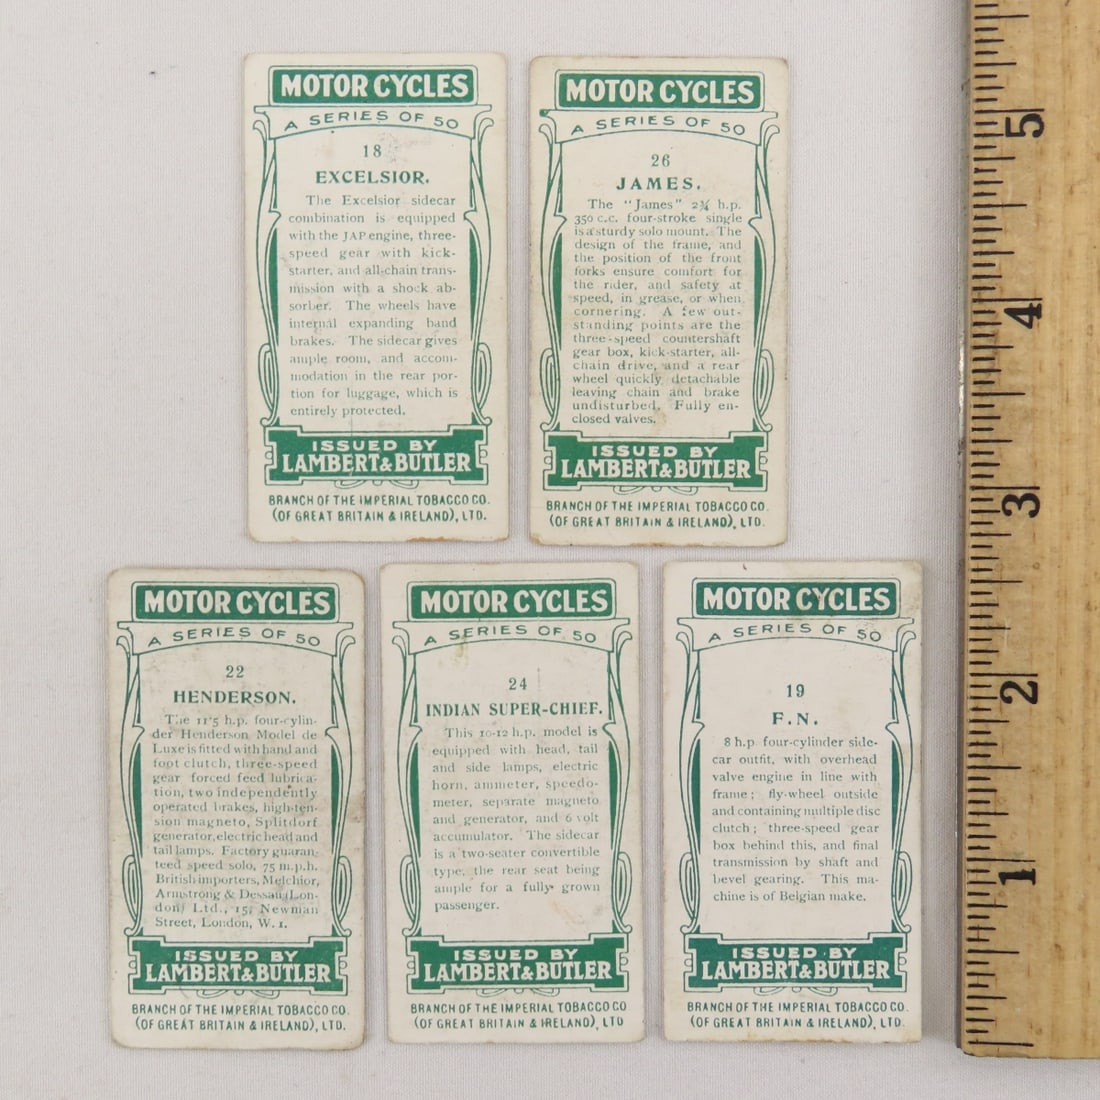 MOTOR CYCLES
A SERIES OF 50
18
EXCELSIOR.
The Excelsior sidecar
combination is equipped
with the JAP engine, three-
speed gear with kick-
starter, and all-chain trans-
mission with a shock ab-
sorber. The wheels have
internal expanding band
brakes. The sidecar gives
ample room, and accom-
modation in the rear por-
tion for luggage, which is
entirely protected.
ISSUED BY
LAMBERT & BUTLER
BRANCH OF THE IMPERIAL TOBACCO CO.
(OF GREAT BRITAIN & IRELAND), LTD.
MOTOR CYCLES
A SERIES OF 50
26
JAMES.
The "James" 2¾ h.p.
350 c.c. four-stroke single
is a sturdy solo mount. The
design of the frame, and
the position of the front
forks ensure comfort for
the rider, and safety at
speed, in grease, or when
cornering. A few out-
standing points are the
three-speed countershaft
gear box, kick-starter, all-
chain drive, and a rear
wheel quickly detachable
leaving chain and brake
undisturbed. Fully en-
closed valves.
ISSUED BY
LAMBERT & BUTLER
BRANCH OF THE IMPERIAL TOBACCO CO.
(OF GREAT BRITAIN & IRELAND), LTD.
MOTOR CYCLES
A SERIES OF 50
22
HENDERSON.
The 11·5 h.p. four-cylin-
der Henderson Model de
Luxe is fitted with hand and
foot clutch, three-speed
gear forced feed lubrica-
tion, two independently
operated brakes, high-ten-
sion magneto, Splitdorf
generator, electric head and
tail lamps. Factory guaran-
teed speed solo, 75 m.p.h.
British importers, Melchior,
Armstrong & Dessau (Lon-
don) Ltd., 15, Newman
Street, London, W. 1.
ISSUED BY
LAMBERT & BUTLER
BRANCH OF THE IMPERIAL TOBACCO CO.
(OF GREAT BRITAIN & IRELAND), LTD.
MOTOR CYCLES
A SERIES OF 50
24
INDIAN SUPER-CHIEF.
This 10-12 h.p. model is
equipped with head, tail
and side lamps, electric
horn, ammeter, speedo-
meter, separate magneto
and generator, and 6 volt
accumulator. The sidecar
is a two-seater convertible
type, the rear seat being
ample for a fully grown
passenger.
ISSUED BY
LAMBERT & BUTLER
BRANCH OF THE IMPERIAL TOBACCO CO
(OF GREAT BRITAIN & IRELAND), LTD
MOTOR CYCLES
A SERIES OF 50
19
F.N.
8 h.p four-cylinder side-
car outfit, with overhead
valve engine in line with
frame; fly-wheel outside
and containing multiple disc
clutch; three-speed gear
box behind this, and final
transmission by shaft and
bevel gearing. This ma-
chine is of Belgian make.
ISSUED BY
LAMBERT & BUTLER
BRANCH OF THE IMPERIAL TOBACCO CO.
(OF GREAT BRITAIN & IRELAND), LTD.
5
4
3
2
1